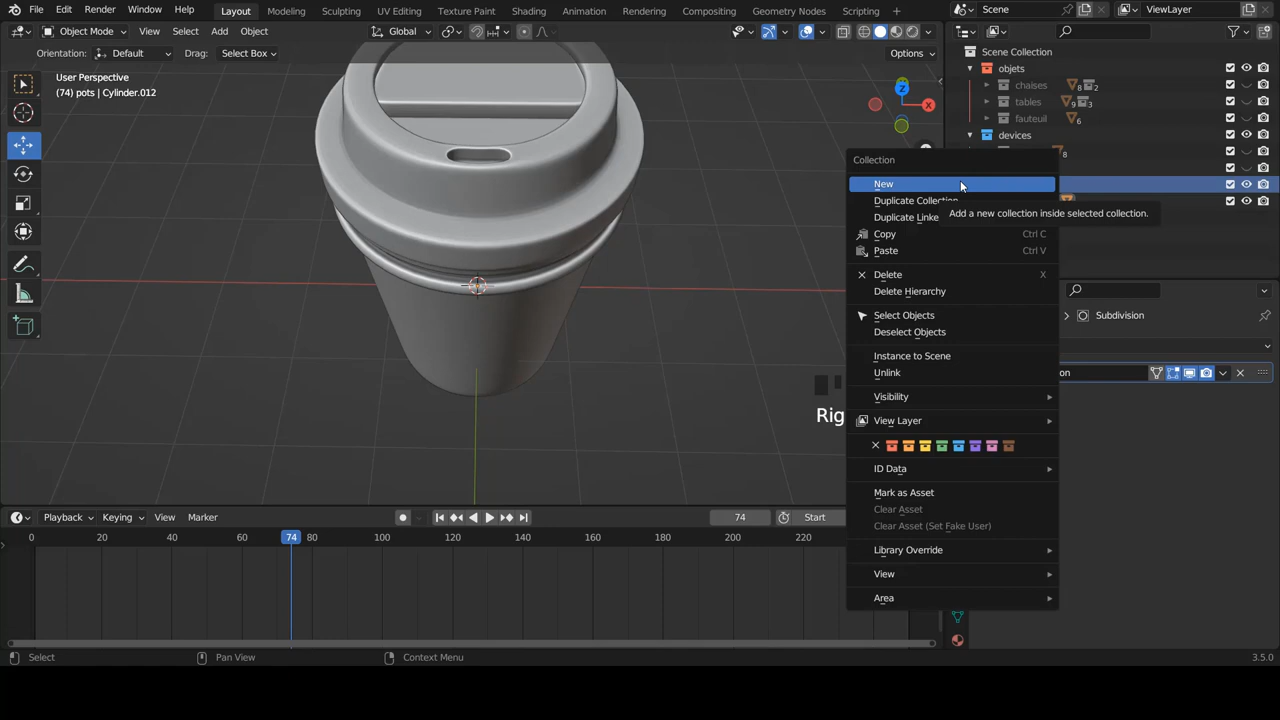 File Edit Render Window Help Layout Modeling Sculpting UV Editing Texture Paint Shading Animation Rendering Compositing Geometry Nodes Scripting Scene ViewLayer
Object Mode View Select Add Object Global
Orientation: Default Drag: Select Box Options
User Perspective
(74) pots | Cylinder.012
Z
X
Scene Collection
objets
chaises 8 2
tables 9 3
fauteuil 6
devices
8
Collection
New
Duplicate Collection
Duplicate Linke
Add a new collection inside selected collection.
Copy Ctrl C
Paste Ctrl V
Delete X
Delete Hierarchy
Select Objects
Deselect Objects
Instance to Scene
Unlink
Visibility
View Layer
ID Data
Mark as Asset
Clear Asset
Clear Asset (Set Fake User)
Library Override
View
Area
Subdivision
on
Rig
Playback Keying View Marker 74 Start
0 20 40 60 74 80 100 120 140 160 180 200 220
Select Pan View Context Menu 3.5.0